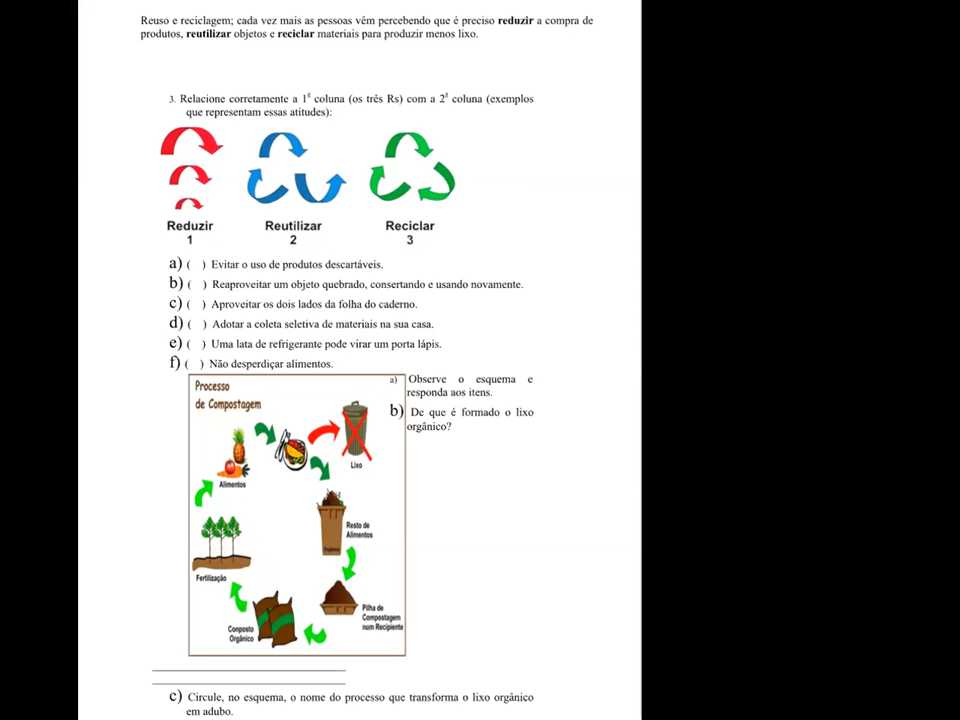 Reuso e reciclagem; cada vez mais as pessoas vêm percebendo que é preciso reduzir a compra de
produtos, reutilizar objetos e reciclar materiais para produzir menos lixo.
3. Relacione corretamente a 1ª coluna (os três Rs) com a 2ª coluna (exemplos
que representam essas atitudes):
Reduzir
1
Reutilizar
2
Reciclar
3
a) ( ) Evitar o uso de produtos descartáveis.
b) ( ) Reaproveitar um objeto quebrado, consertando e usando novamente.
c) ( ) Aproveitar os dois lados da folha do caderno.
d) ( ) Adotar a coleta seletiva de materiais na sua casa.
e) ( ) Uma lata de refrigerante pode virar um porta lápis.
f) ( ) Não desperdiçar alimentos.
a) Observe o esquema e
responda aos itens.
b) De que é formado o lixo
orgânico?
Processo
de Compostagem
Lixo
Alimentos
Resto de
Alimentos
Fertilização
Pilha de
Compostagem
num Recipiente
Conposto
Orgânico
c) Circule, no esquema, o nome do processo que transforma o lixo orgânico
em adubo.